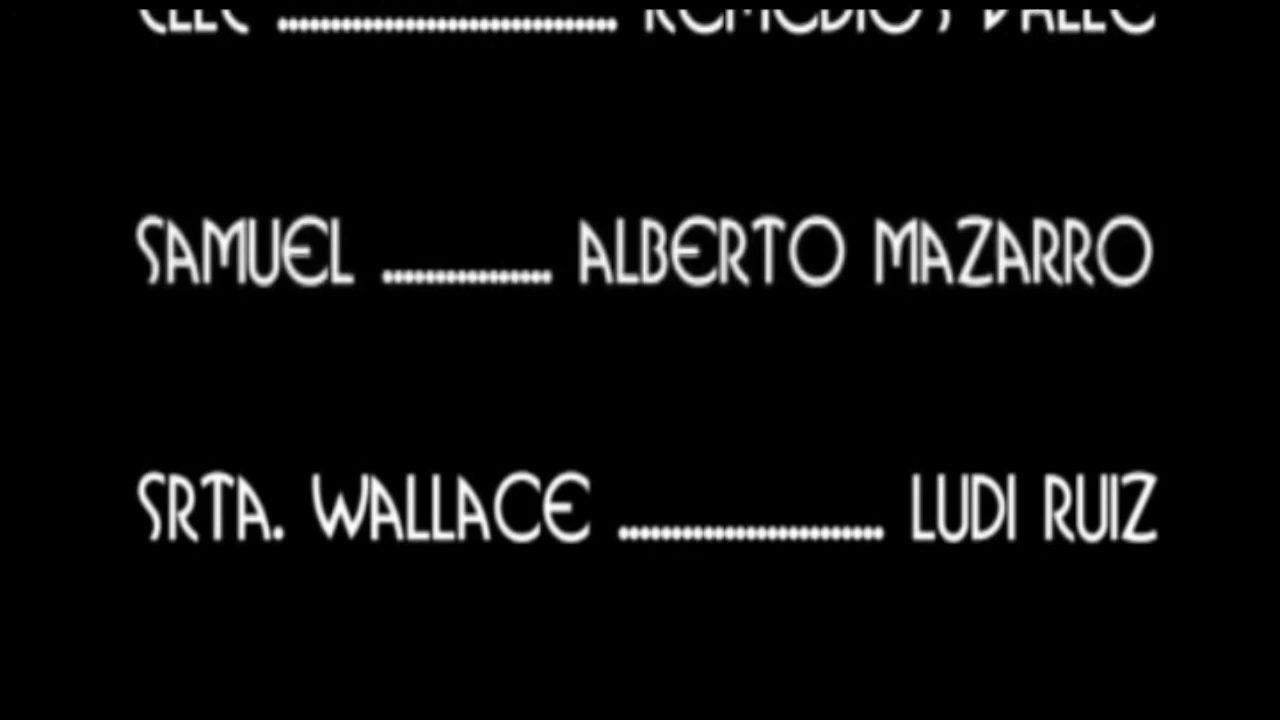 SAMUEL ................ ALBERTO MAZARRO
SRTA. WALLACE ......................... LUDI RUIZ